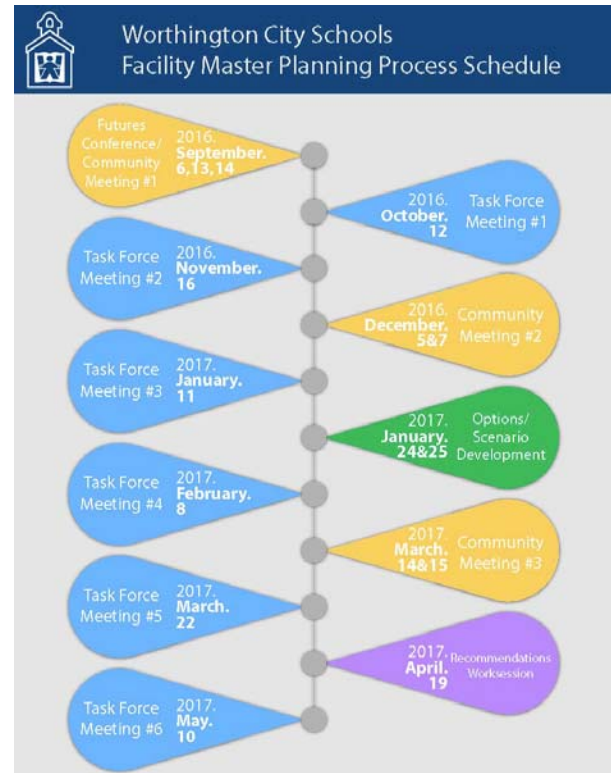 Worthington City Schools
Facility Master Planning Process Schedule
Futures
Conference/
Community
Meeting #1
2016.
September.
6,13,14
2016.
October.
12
Task Force
Meeting #1
Task Force
Meeting #2
2016.
November.
16
2016.
December.
5&7
Community
Meeting #2
Task Force
Meeting #3
2017.
January.
11
2017.
January.
24&25
Options/
Scenario
Development
Task Force
Meeting #4
2017.
February.
8
2017.
March.
14&15
Community
Meeting #3
Task Force
Meeting #5
2017.
March.
22
2017.
April.
19
Recommendations
Worksession
Task Force
Meeting #6
2017.
May.
10